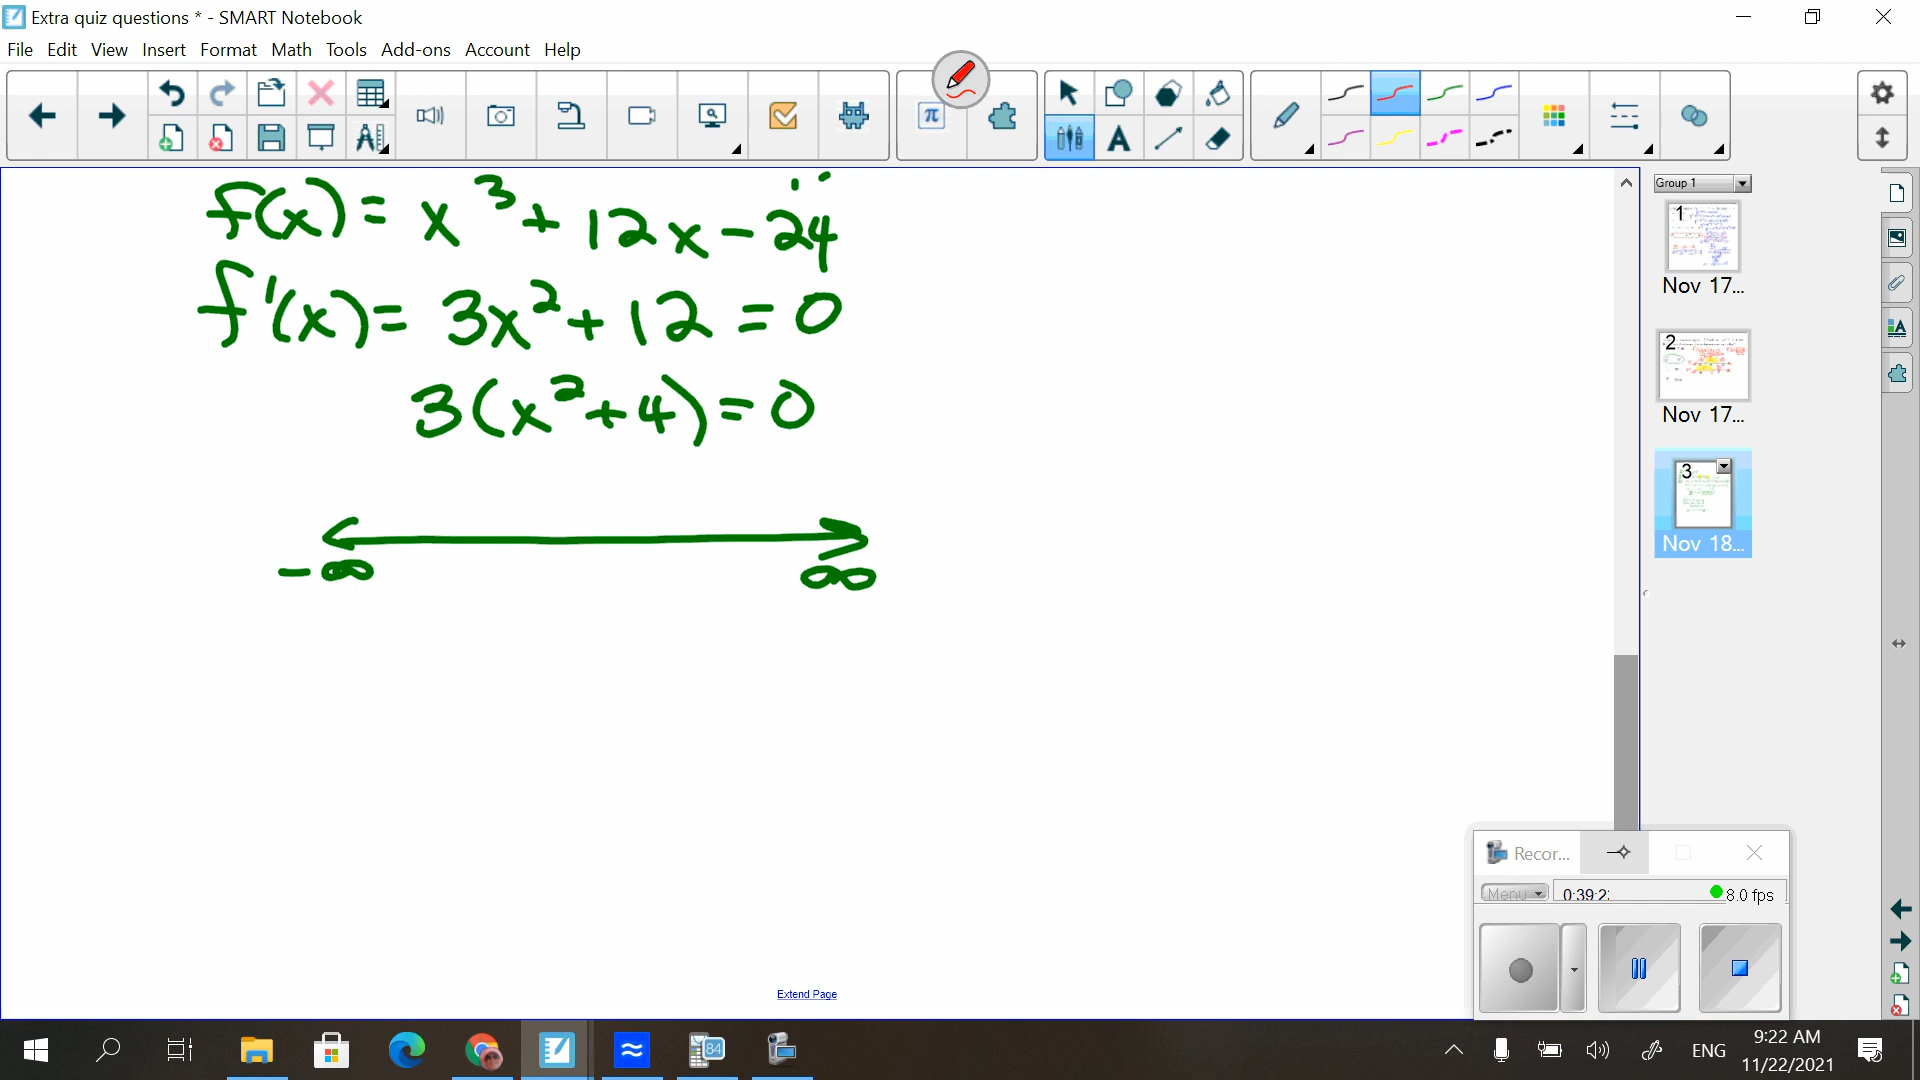 Extra quiz questions * - SMART Notebook
File Edit View Insert Format Math Tools Add-ons Account Help
π
A
Group 1
f(x) = x³ + 12x - 24
f'(x) = 3x² + 12 = 0
3(x² + 4) = 0
-∞ ∞
1
Nov 17...
2
Nov 17...
3
Nov 18...
Extend Page
Recor...
Menu
0:39:2
8.0 fps
84
ENG
9:22 AM
11/22/2021